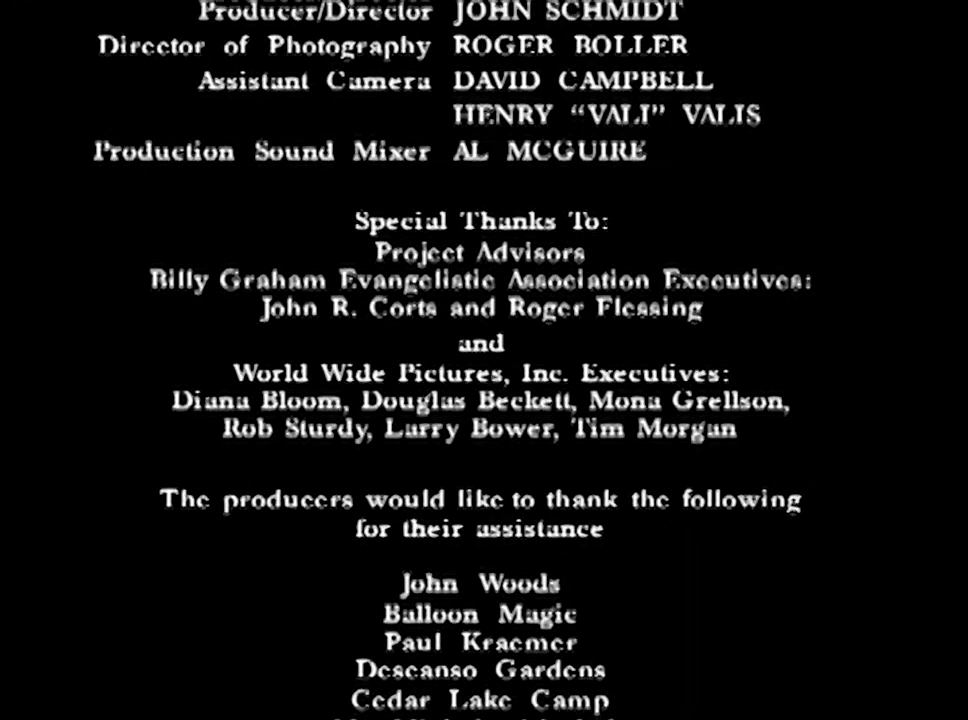 Producer/Director JOHN SCHMIDT
Director of Photography ROGER BOLLER
Assistant Camera DAVID CAMPBELL
HENRY “VALI” VALIS
Production Sound Mixer AL MCGUIRE
Special Thanks To:
Project Advisors
Billy Graham Evangelistic Association Executives:
John R. Corts and Roger Flessing
and
World Wide Pictures, Inc. Executives:
Diana Bloom, Douglas Beckett, Mona Grellson,
Rob Sturdy, Larry Bower, Tim Morgan
The producers would like to thank the following
for their assistance
John Woods
Balloon Magic
Paul Kraemer
Descanso Gardens
Cedar Lake Camp